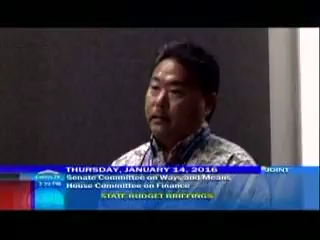 THURSDAY, JANUARY 14, 2016
JOINT
Senate Committee on Ways and Means
House Committee on Finance
STATE BUDGET BRIEFINGS